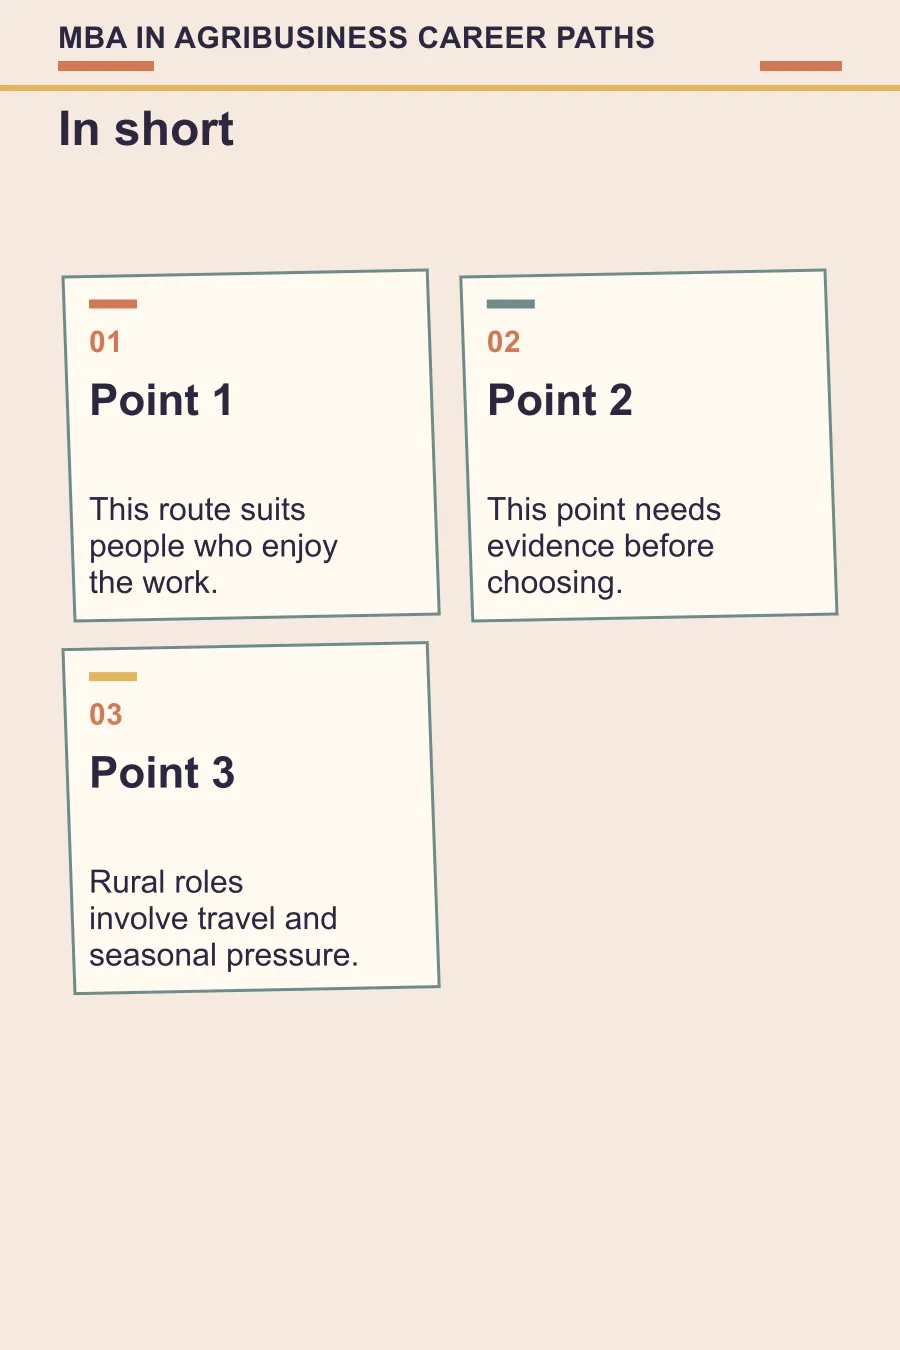 MBA IN AGRIBUSINESS CAREER PATHS
In short
01
Point 1
This route suits
people who enjoy
the work.
02
Point 2
This point needs
evidence before
choosing.
03
Point 3
Rural roles
involve travel and
seasonal pressure.